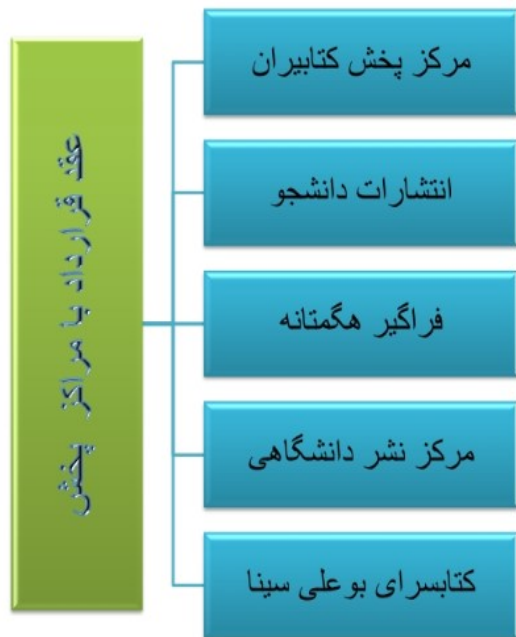 عقد قرارداد با مراکز پخش
مرکز پخش کتابیران
انتشارات دانشجو
فراگیر هگمتانه
مرکز نشر دانشگاهی
کتابسرای بوعلی سینا